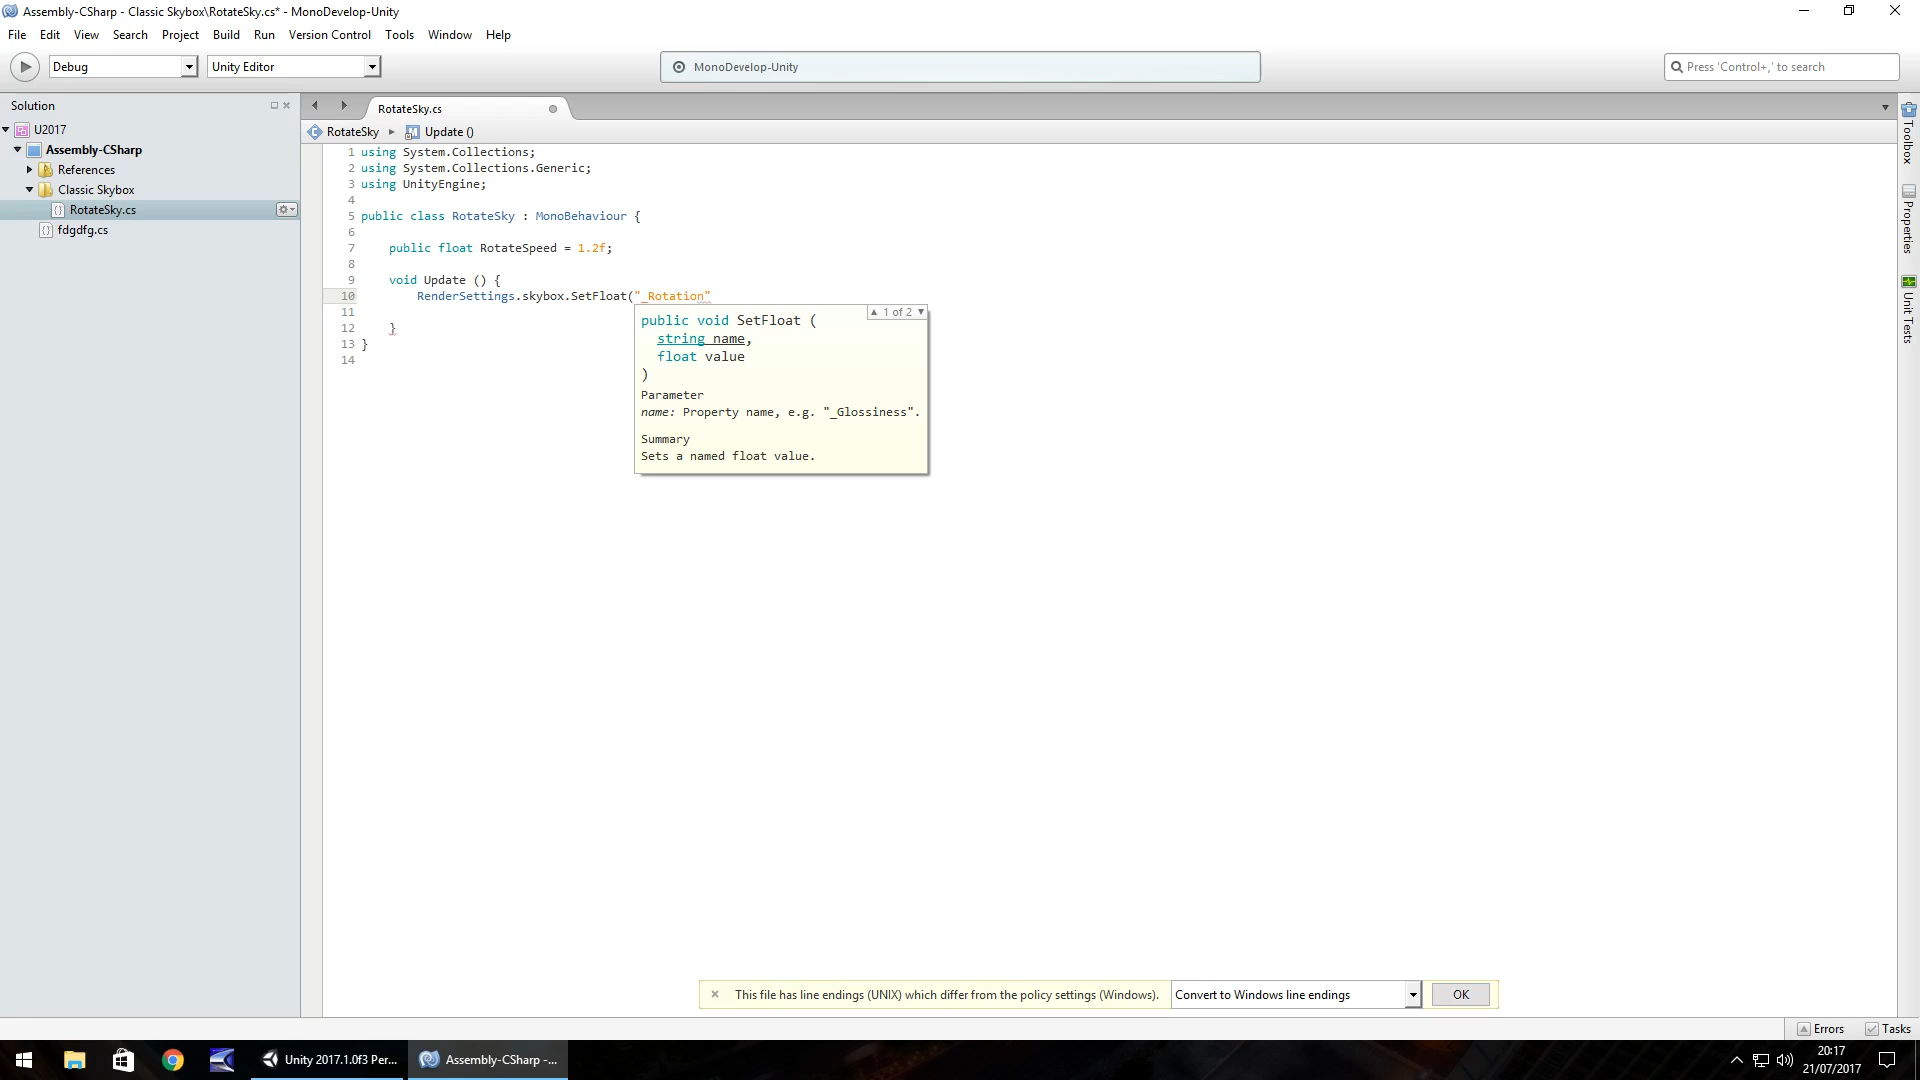 Assembly-CSharp - Classic Skybox\RotateSky.cs* - MonoDevelop-Unity
File Edit View Search Project Build Run Version Control Tools Window Help
Debug Unity Editor MonoDevelop-Unity Press 'Control+,' to search
Solution
U2017
Assembly-CSharp
References
Classic Skybox
RotateSky.cs
fdgdfg.cs
RotateSky.cs
RotateSky ▸ Update ()
1 using System.Collections;
2 using System.Collections.Generic;
3 using UnityEngine;
4
5 public class RotateSky : MonoBehaviour {
6
7 public float RotateSpeed = 1.2f;
8
9 void Update () {
10 RenderSettings.skybox.SetFloat("_Rotation"
11
12 }
13 }
14
▲ 1 of 2 ▼
public void SetFloat (
string name,
float value
)
Parameter
name: Property name, e.g. "_Glossiness".
Summary
Sets a named float value.
Toolbox
Properties
Unit Tests
This file has line endings (UNIX) which differ from the policy settings (Windows). Convert to Windows line endings OK
Errors Tasks
Unity 2017.1.0f3 Per... Assembly-CSharp -...
20:17
21/07/2017